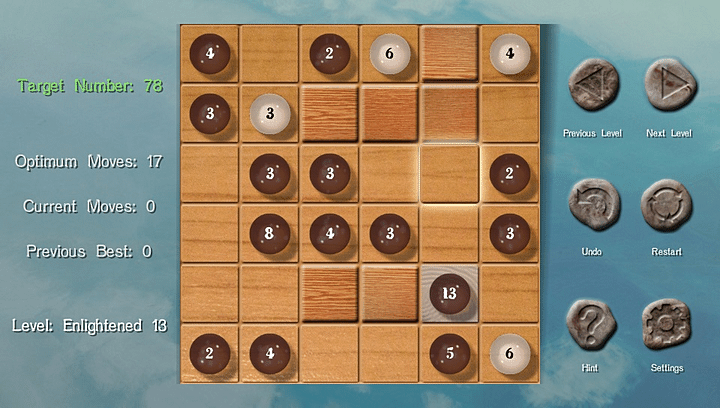 Target Number: 78
Optimum Moves: 17
Current Moves: 0
Previous Best: 0
Level: Enlightened 13
4 2 6 4
3 3
3 3 2
8 4 3 3
13
2 4 5 6
Previous Level Next Level
Undo Restart
?
Hint Settings